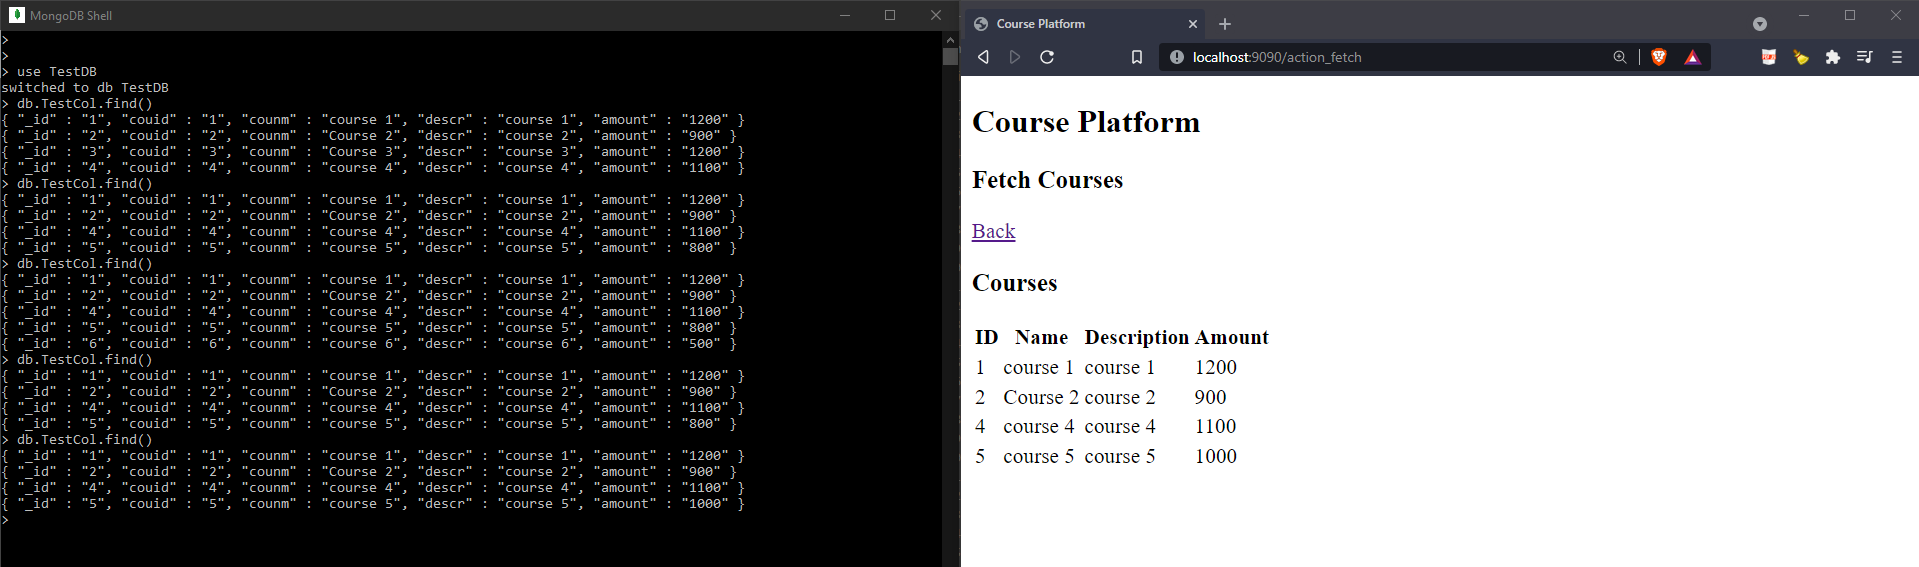 MongoDB Shell
>
>
> use TestDB
switched to db TestDB
> db.TestCol.find()
{ "_id" : "1", "couid" : "1", "counm" : "course 1", "descr" : "course 1", "amount" : "1200" }
{ "_id" : "2", "couid" : "2", "counm" : "Course 2", "descr" : "course 2", "amount" : "900" }
{ "_id" : "3", "couid" : "3", "counm" : "Course 3", "descr" : "course 3", "amount" : "1200" }
{ "_id" : "4", "couid" : "4", "counm" : "course 4", "descr" : "course 4", "amount" : "1100" }
> db.TestCol.find()
{ "_id" : "1", "couid" : "1", "counm" : "course 1", "descr" : "course 1", "amount" : "1200" }
{ "_id" : "2", "couid" : "2", "counm" : "Course 2", "descr" : "course 2", "amount" : "900" }
{ "_id" : "4", "couid" : "4", "counm" : "course 4", "descr" : "course 4", "amount" : "1100" }
{ "_id" : "5", "couid" : "5", "counm" : "course 5", "descr" : "course 5", "amount" : "800" }
> db.TestCol.find()
{ "_id" : "1", "couid" : "1", "counm" : "course 1", "descr" : "course 1", "amount" : "1200" }
{ "_id" : "2", "couid" : "2", "counm" : "Course 2", "descr" : "course 2", "amount" : "900" }
{ "_id" : "4", "couid" : "4", "counm" : "course 4", "descr" : "course 4", "amount" : "1100" }
{ "_id" : "5", "couid" : "5", "counm" : "course 5", "descr" : "course 5", "amount" : "800" }
{ "_id" : "6", "couid" : "6", "counm" : "course 6", "descr" : "course 6", "amount" : "500" }
> db.TestCol.find()
{ "_id" : "1", "couid" : "1", "counm" : "course 1", "descr" : "course 1", "amount" : "1200" }
{ "_id" : "2", "couid" : "2", "counm" : "Course 2", "descr" : "course 2", "amount" : "900" }
{ "_id" : "4", "couid" : "4", "counm" : "course 4", "descr" : "course 4", "amount" : "1100" }
{ "_id" : "5", "couid" : "5", "counm" : "course 5", "descr" : "course 5", "amount" : "800" }
> db.TestCol.find()
{ "_id" : "1", "couid" : "1", "counm" : "course 1", "descr" : "course 1", "amount" : "1200" }
{ "_id" : "2", "couid" : "2", "counm" : "Course 2", "descr" : "course 2", "amount" : "900" }
{ "_id" : "4", "couid" : "4", "counm" : "course 4", "descr" : "course 4", "amount" : "1100" }
{ "_id" : "5", "couid" : "5", "counm" : "course 5", "descr" : "course 5", "amount" : "1000" }
>
Course Platform
localhost:9090/action_fetch
Course Platform
Fetch Courses
Back
Courses
ID Name Description Amount
1 course 1 course 1 1200
2 Course 2 course 2 900
4 course 4 course 4 1100
5 course 5 course 5 1000